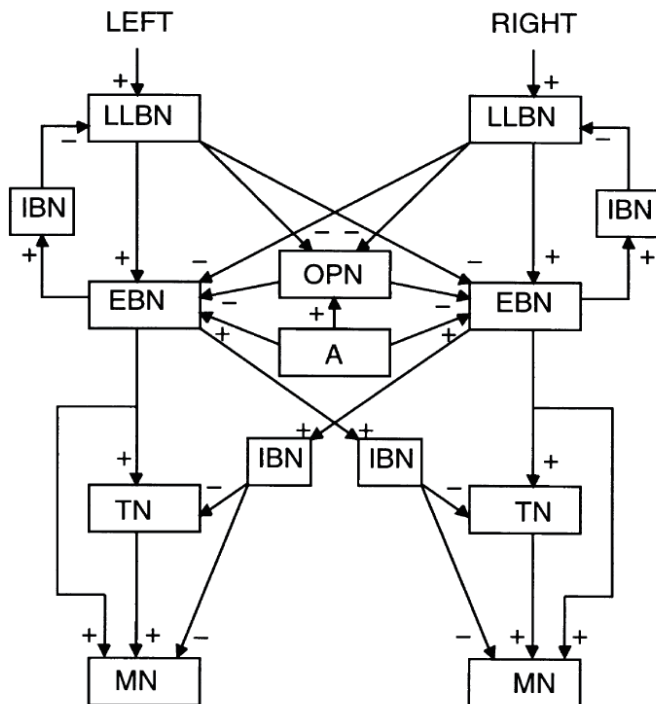 LEFT RIGHT
+ +
LLBN LLBN
− −
IBN IBN
− −
+ + − − + +
OPN
EBN − − EBN
+ + + +
A
+ +
IBN IBN
+ − − +
TN TN
+ + − − + +
MN MN